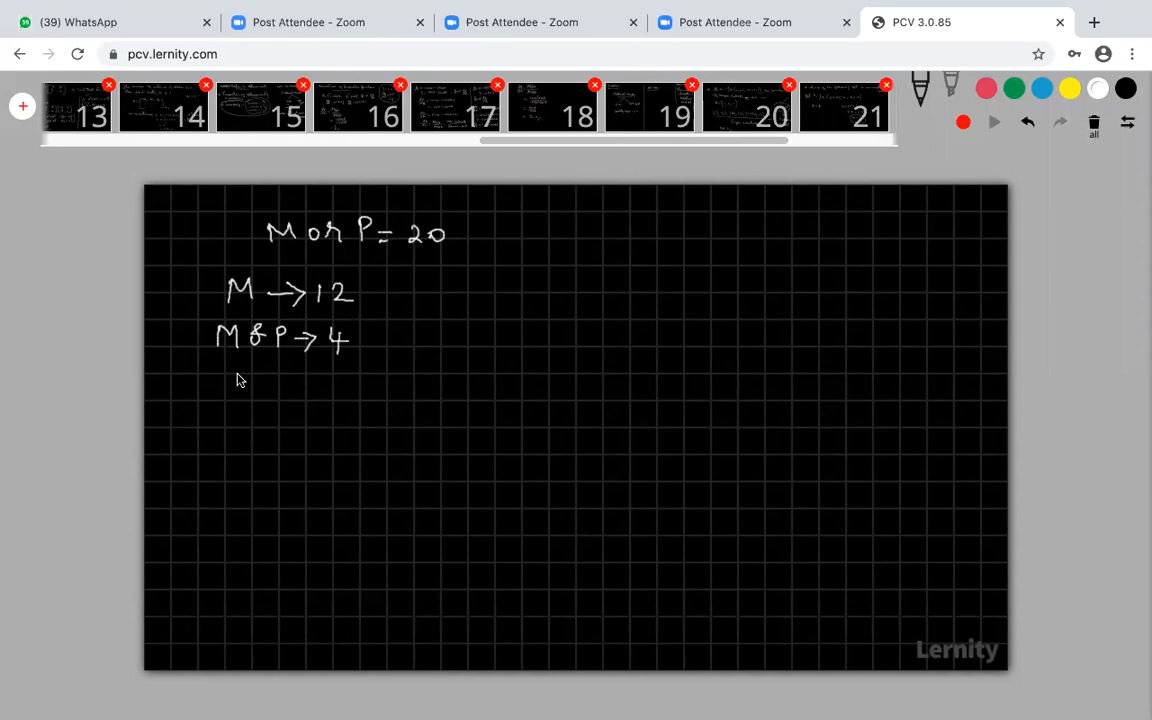 (39) WhatsApp
Post Attendee - Zoom
Post Attendee - Zoom
Post Attendee - Zoom
PCV 3.0.85
pcv.lernity.com
13
14
15
16
17
18
19
20
21
all
M or P = 20
M → 12
M & P → 4
Lernity